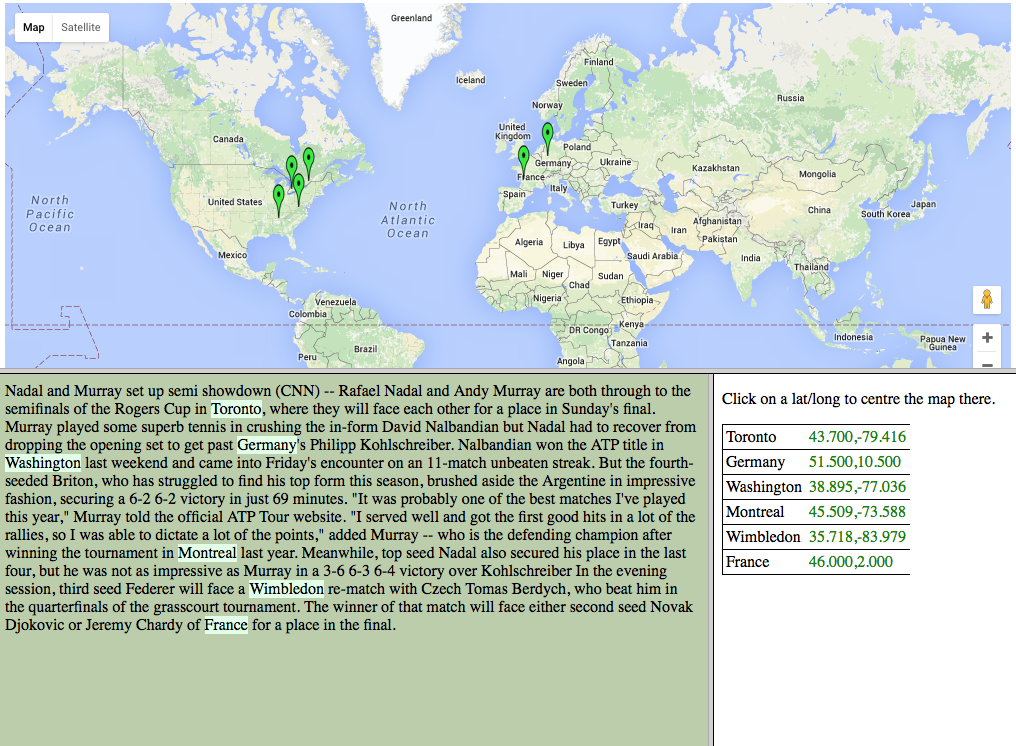 Map Satellite
Greenland
Iceland
Finland
Sweden
Norway
Russia
United
Kingdom
Canada
Poland
Germany
Ukraine
Kazakhstan
Mongolia
France
Italy
Spain
United States
North
Pacific
Ocean
North
Atlantic
Ocean
Turkey
China
South Korea
Japan
Afghanistan
Iraq
Iran
Pakistan
Algeria
Libya
Egypt
Saudi Arabia
India
Mexico
Thailand
Mali
Niger
Chad
Sudan
Nigeria
Ethiopia
Venezuela
Colombia
DR Congo
Kenya
Tanzania
Indonesia
Papua New
Guinea
Peru
Brazil
Angola
Nadal and Murray set up semi showdown (CNN) -- Rafael Nadal and Andy Murray are both through to the
semifinals of the Rogers Cup in Toronto, where they will face each other for a place in Sunday's final.
Murray played some superb tennis in crushing the in-form David Nalbandian but Nadal had to recover from
dropping the opening set to get past Germany's Philipp Kohlschreiber. Nalbandian won the ATP title in
Washington last weekend and came into Friday's encounter on an 11-match unbeaten streak. But the fourth-
seeded Briton, who has struggled to find his top form this season, brushed aside the Argentine in impressive
fashion, securing a 6-2 6-2 victory in just 69 minutes. "It was probably one of the best matches I've played
this year," Murray told the official ATP Tour website. "I served well and got the first good hits in a lot of the
rallies, so I was able to dictate a lot of the points," added Murray -- who is the defending champion after
winning the tournament in Montreal last year. Meanwhile, top seed Nadal also secured his place in the last
four, but he was not as impressive as Murray in a 3-6 6-3 6-4 victory over Kohlschreiber In the evening
session, third seed Federer will face a Wimbledon re-match with Czech Tomas Berdych, who beat him in
the quarterfinals of the grasscourt tournament. The winner of that match will face either second seed Novak
Djokovic or Jeremy Chardy of France for a place in the final.
Click on a lat/long to centre the map there.
Toronto 43.700,-79.416
Germany 51.500,10.500
Washington 38.895,-77.036
Montreal 45.509,-73.588
Wimbledon 35.718,-83.979
France 46.000,2.000